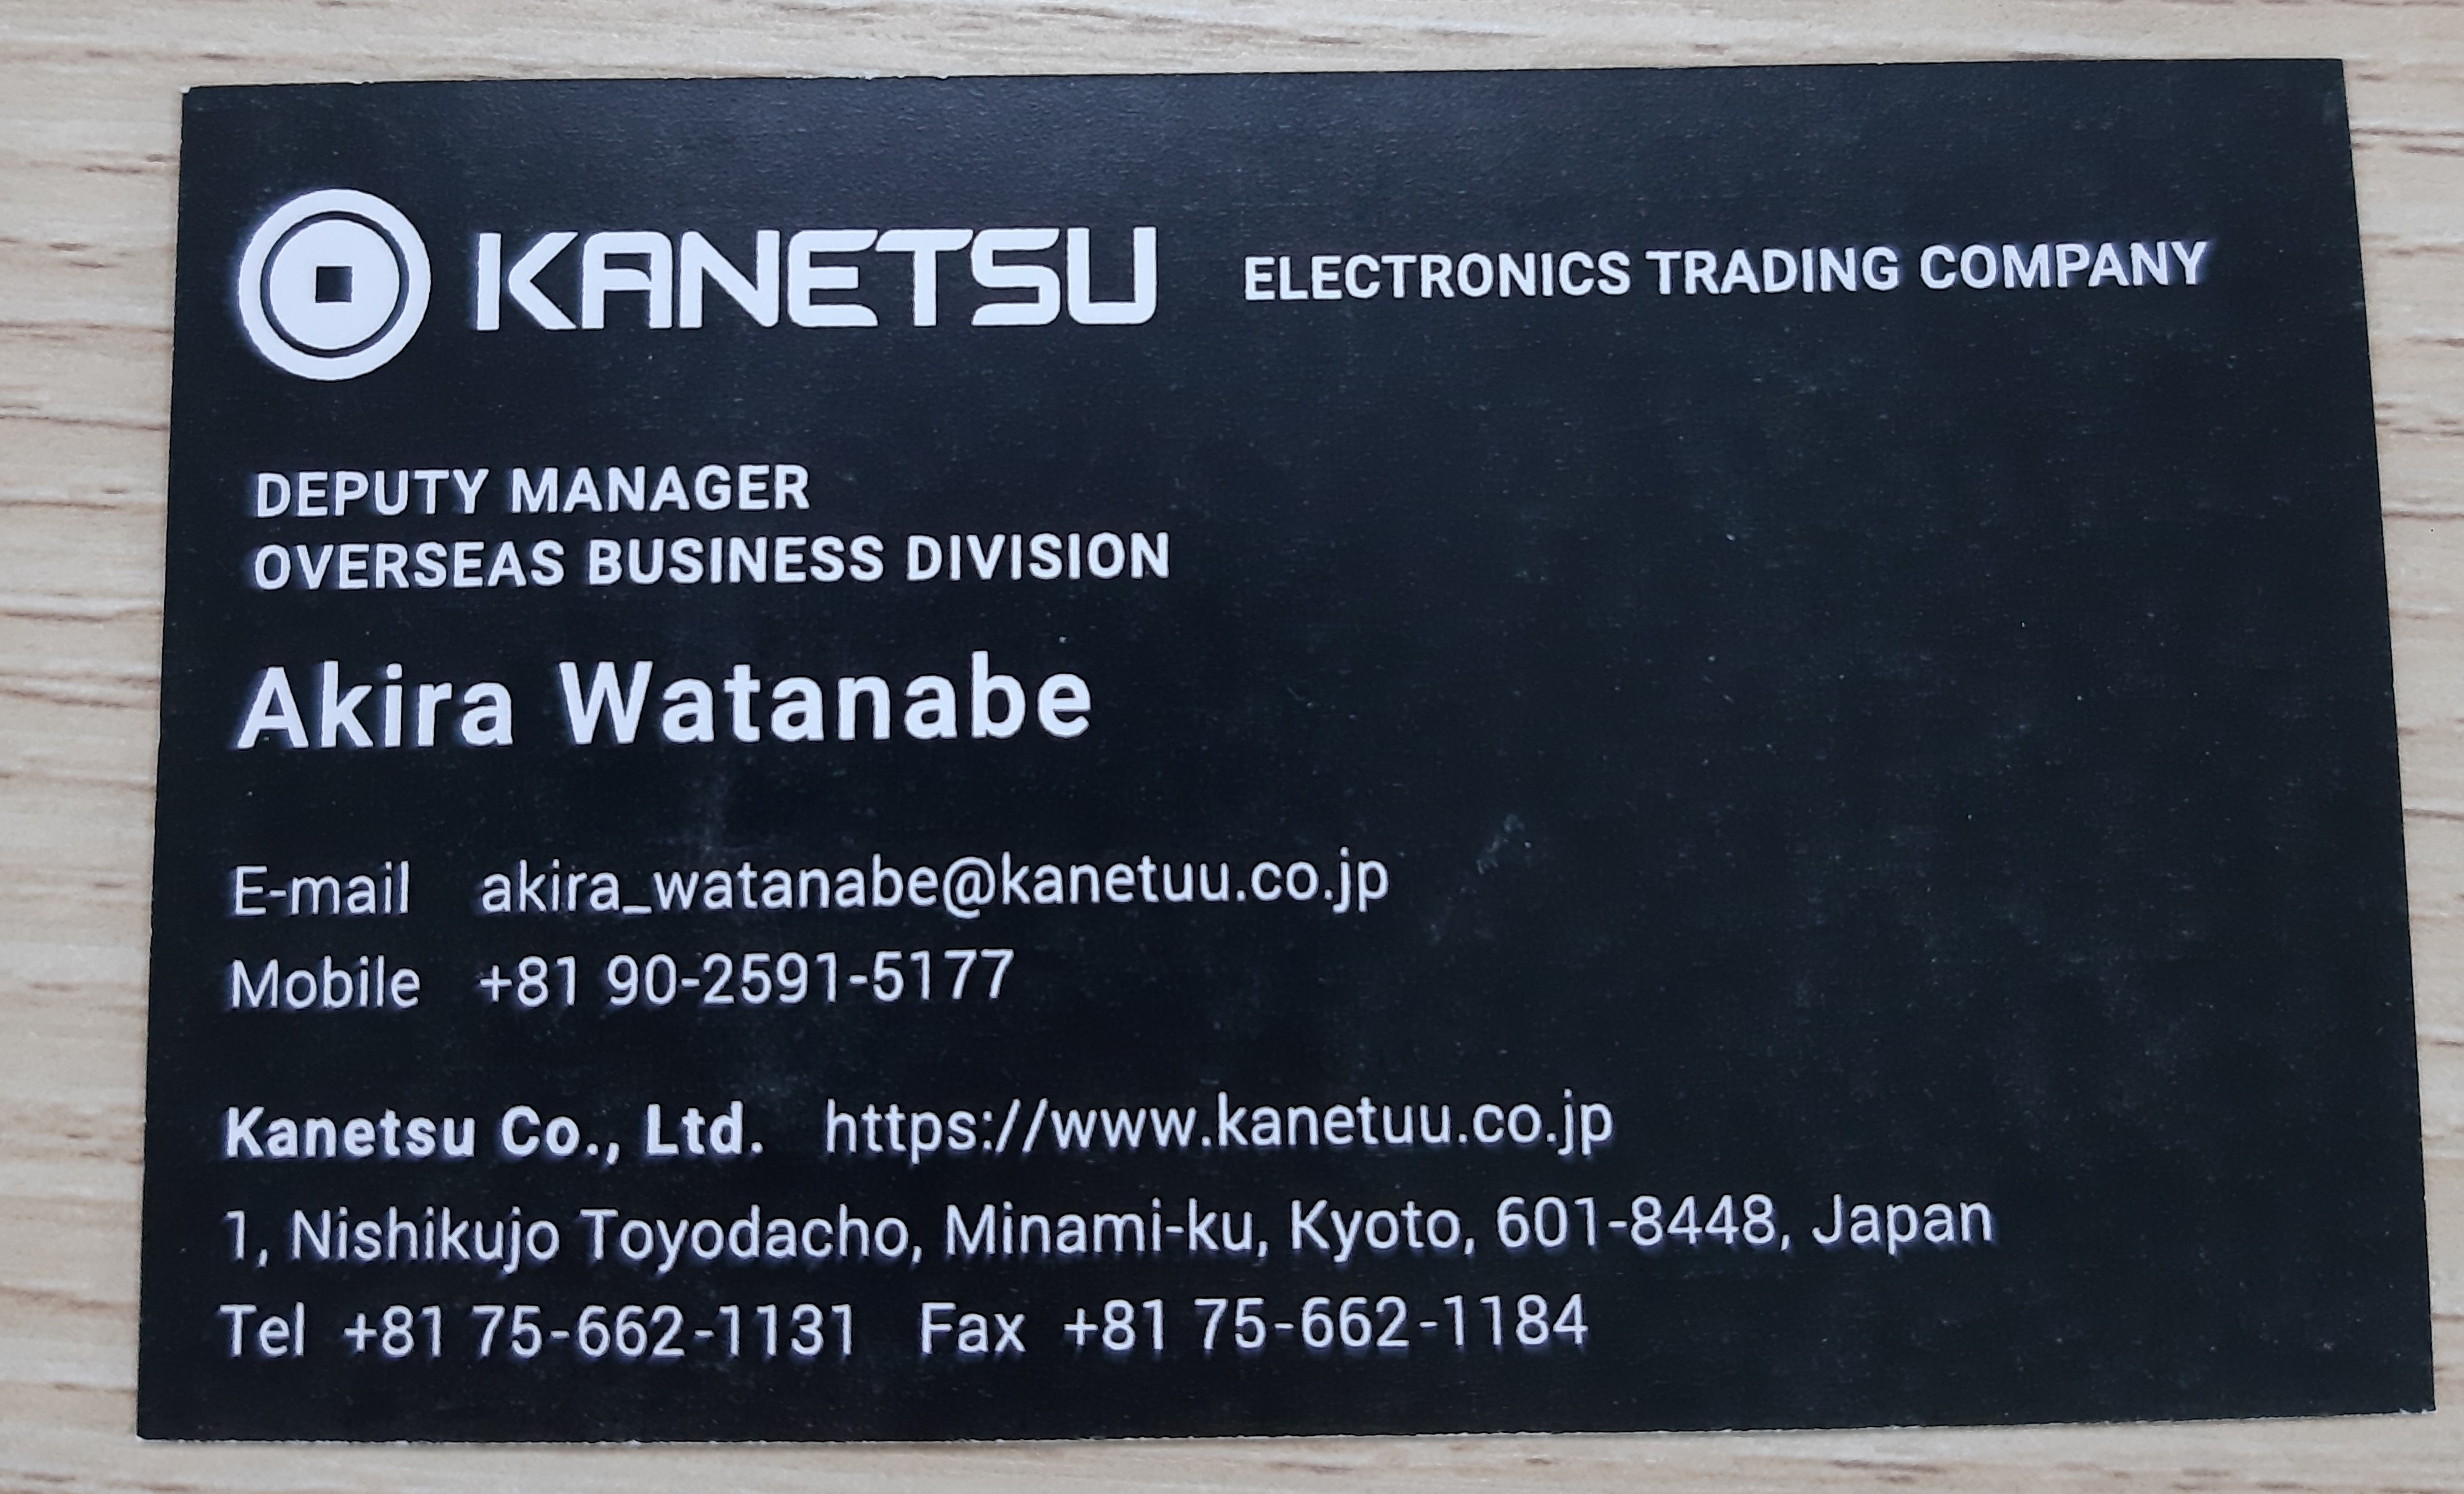 KANETSU ELECTRONICS TRADING COMPANY
DEPUTY MANAGER
OVERSEAS BUSINESS DIVISION
Akira Watanabe
E-mail akira_watanabe@kanetuu.co.jp
Mobile +81 90-2591-5177
Kanetsu Co., Ltd. https://www.kanetuu.co.jp
1, Nishikujo Toyodacho, Minami-ku, Kyoto, 601-8448, Japan
Tel +81 75-662-1131 Fax +81 75-662-1184